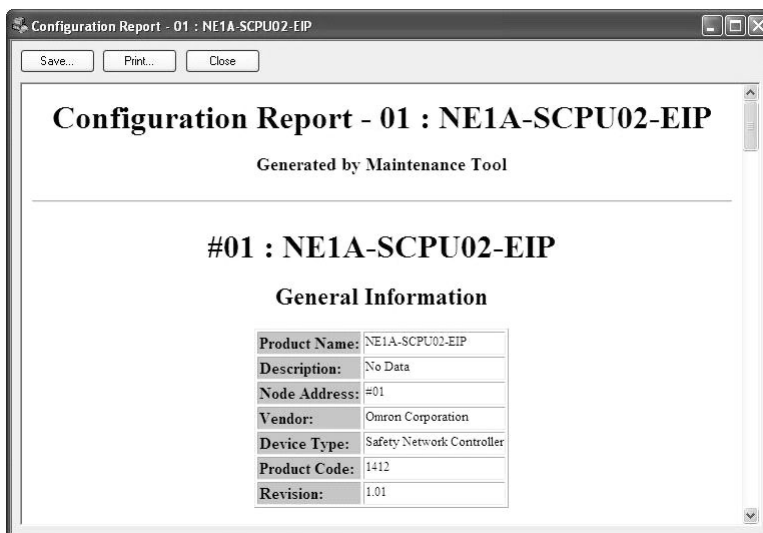 Configuration Report - 01 : NE1A-SCPU02-EIP
Save... Print... Close
Configuration Report - 01 : NE1A-SCPU02-EIP
Generated by Maintenance Tool
#01 : NE1A-SCPU02-EIP
General Information
Product Name: NE1A-SCPU02-EIP
Description: No Data
Node Address: #01
Vendor: Omron Corporation
Device Type: Safety Network Controller
Product Code: 1412
Revision: 1.01